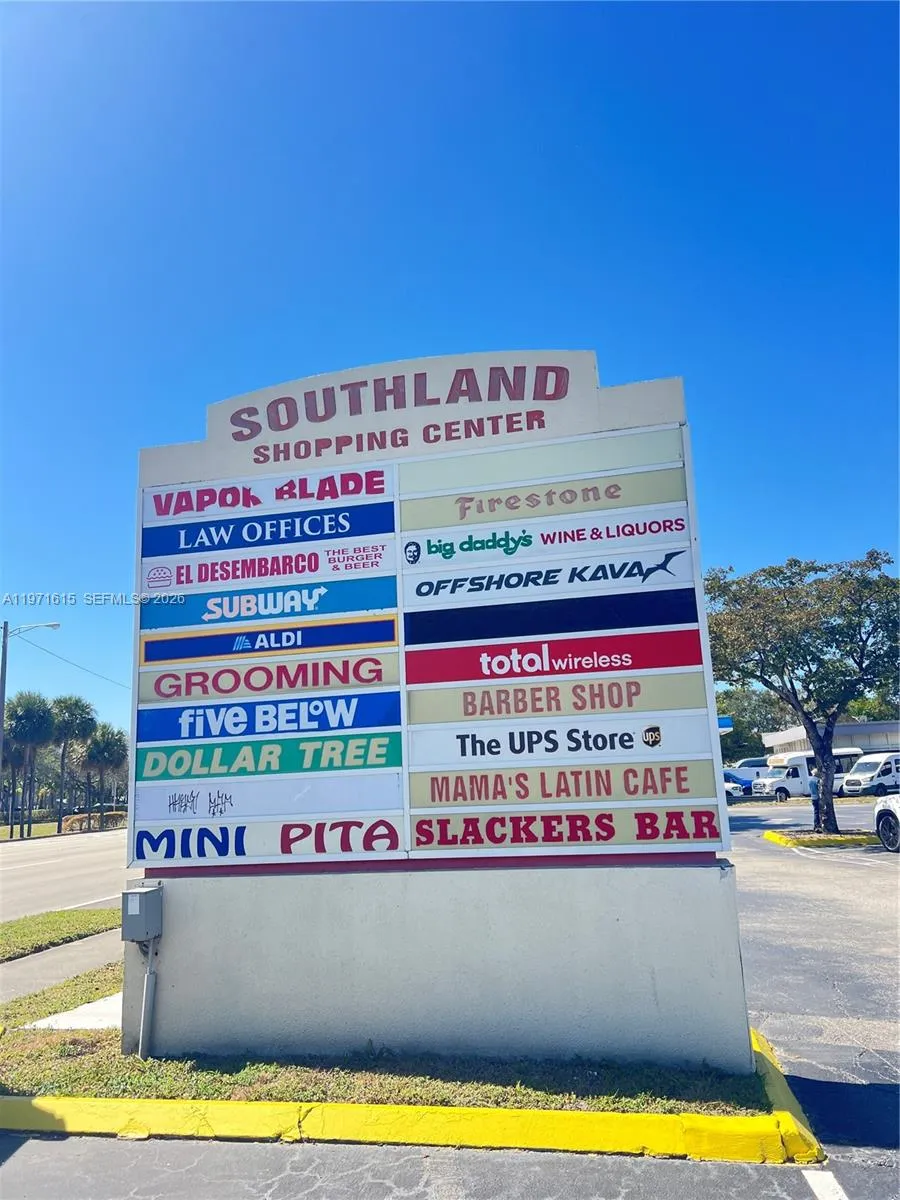 SOUTHLAND
SHOPPING CENTER
VAPOR BLADE
LAW OFFICES
EL DESEMBARCO THE BEST BURGER & BEER
SUBWAY
ALDI
GROOMING
five BELOW
DOLLAR TREE
MINI PITA
Firestone
big daddy's WINE & LIQUORS
OFFSHORE KAVA
total wireless
BARBER SHOP
The UPS Store ups
MAMA'S LATIN CAFE
SLACKERS BAR
A11971615 SEFMLS© 2026